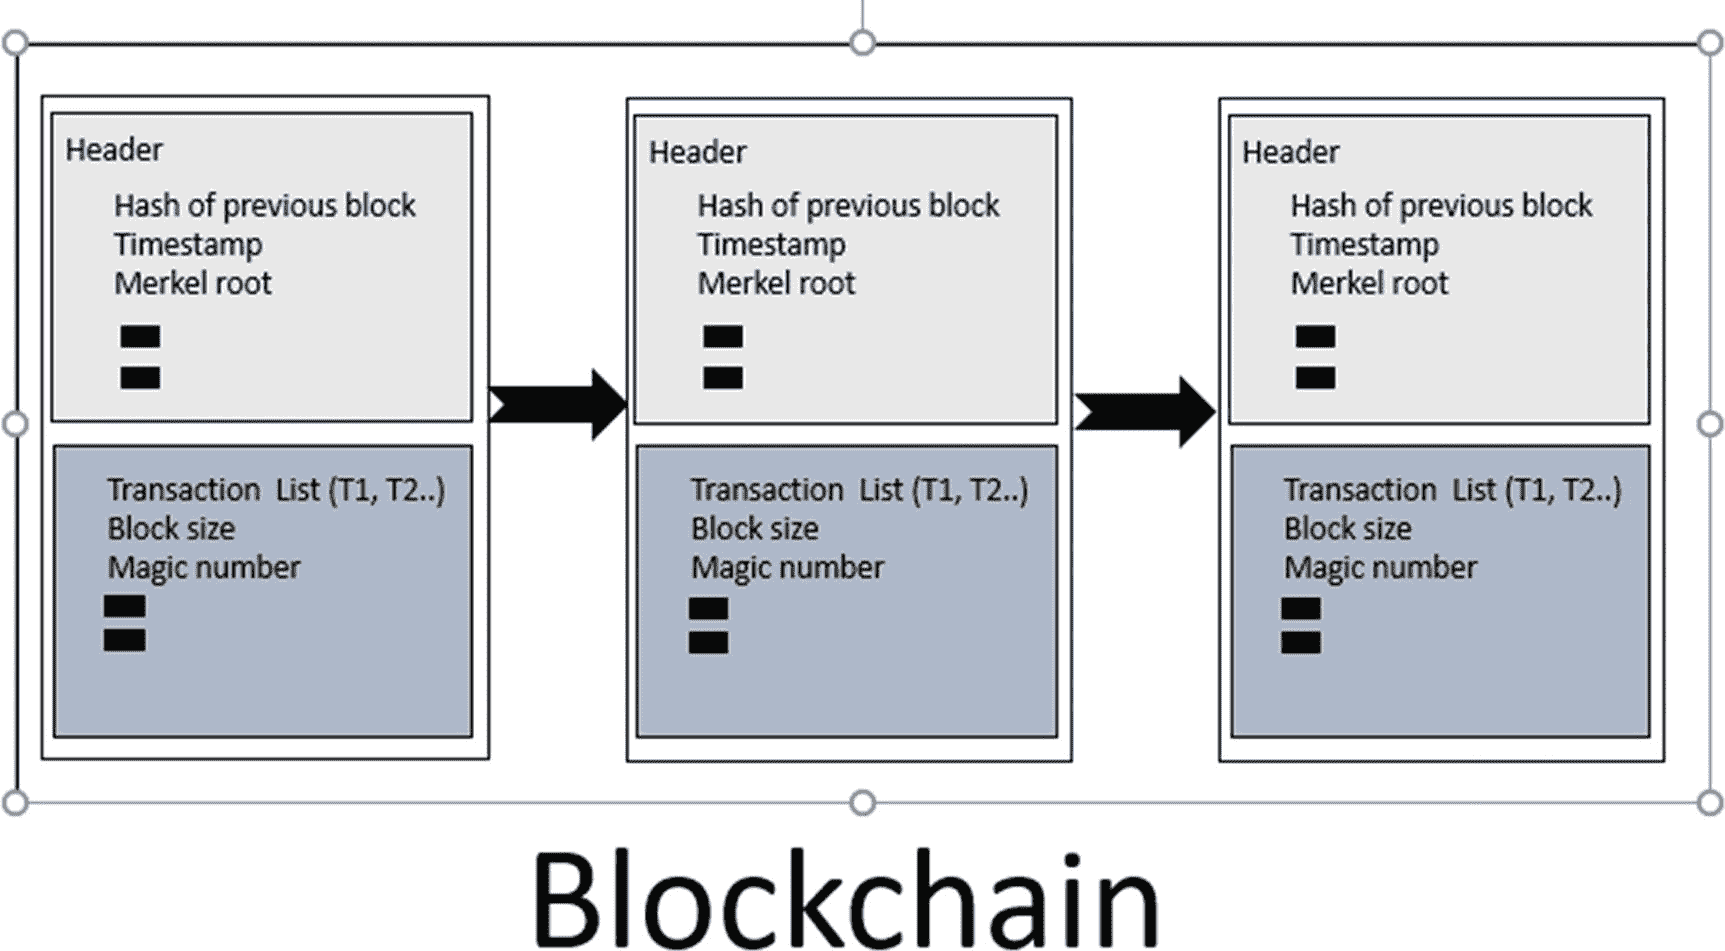 Header
Hash of previous block
Timestamp
Merkel root
Transaction List (T1, T2..)
Block size
Magic number
Header
Hash of previous block
Timestamp
Merkel root
Transaction List (T1, T2..)
Block size
Magic number
Header
Hash of previous block
Timestamp
Merkel root
Transaction List (T1, T2..)
Block size
Magic number
Blockchain